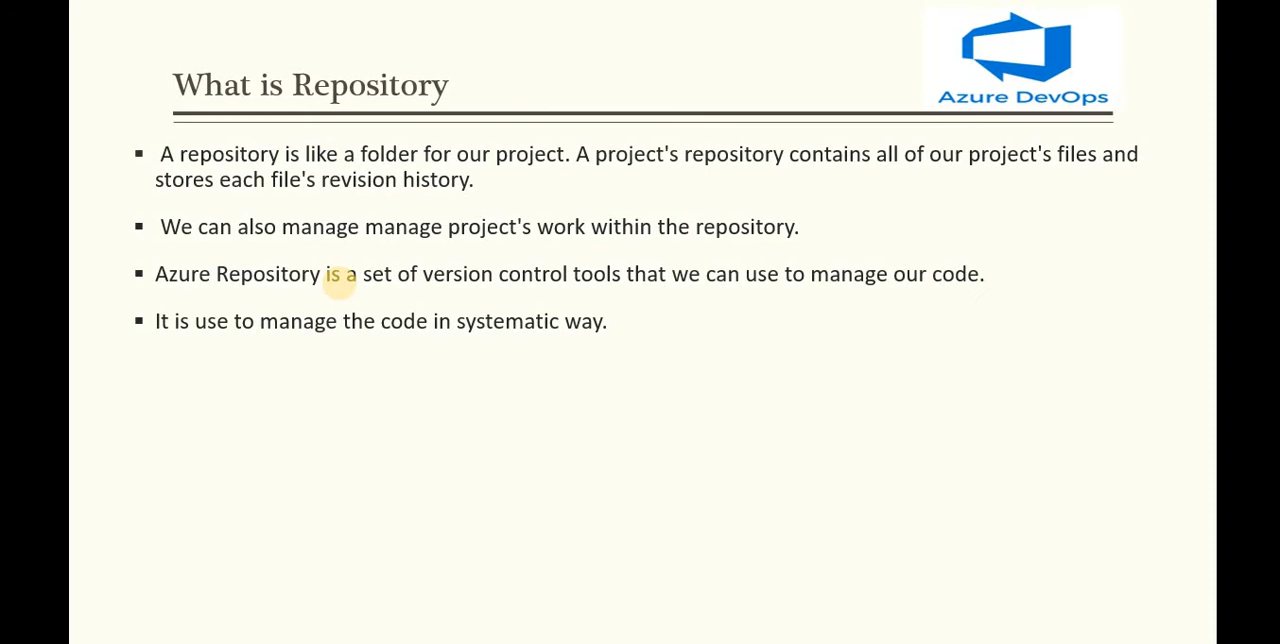 Azure DevOps
What is Repository
▪ A repository is like a folder for our project. A project's repository contains all of our project's files and
stores each file's revision history.
▪ We can also manage manage project's work within the repository.
▪ Azure Repository is a set of version control tools that we can use to manage our code.
▪ It is use to manage the code in systematic way.